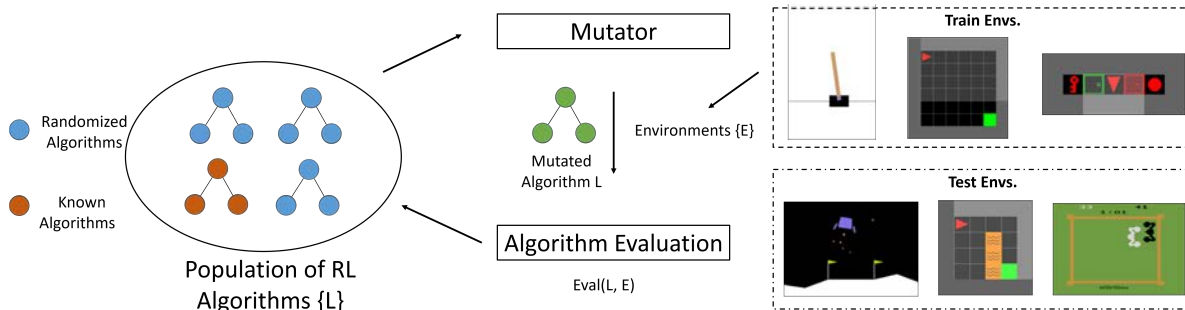 Randomized
Algorithms
Known
Algorithms
Population of RL
Algorithms {L}
Mutator
Mutated
Algorithm L
Environments {E}
Algorithm Evaluation
Eval(L, E)
Train Envs.
Test Envs.